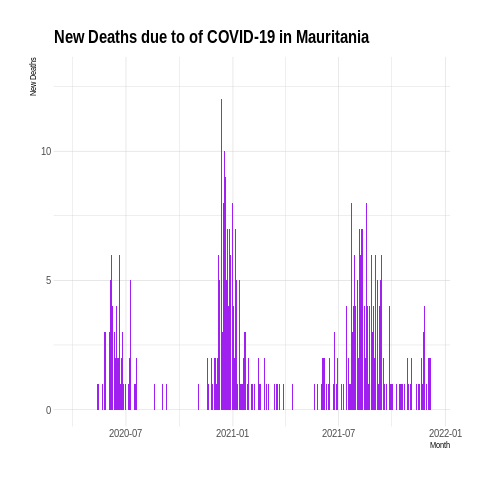 New Deaths due to of COVID-19 in Mauritania
New Deaths
10
5
0
2020-07
2021-01
2021-07
2022-01
Month